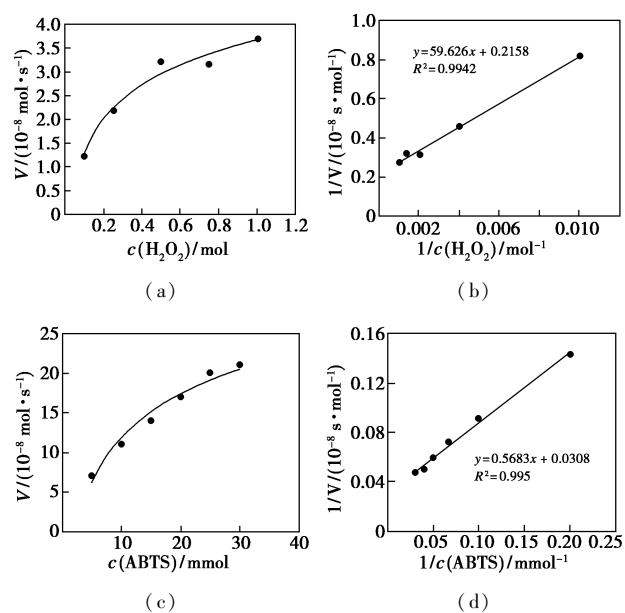 4.0
3.5
3.0
2.5
2.0
1.5
1.0
0.5
0
0.2 0.4 0.6 0.8 1.0 1.2
V/(10⁻⁸ mol·s⁻¹)
c(H₂O₂)/mol
(a)
1.0
0.8
0.6
0.4
0.2
0
0.002 0.006 0.010
1/V/(10⁻⁸ s·mol⁻¹)
y=59.626x+0.2158
R²=0.9942
1/c(H₂O₂)/mol⁻¹
(b)
25
20
15
10
5
0
10 20 30 40
V/(10⁻⁸ mol·s⁻¹)
c(ABTS)/mmol
(c)
0.16
0.12
0.08
0.04
0
0.05 0.10 0.15 0.20 0.25
1/V/(10⁻⁸ s·mol⁻¹)
y=0.5683x+0.0308
R²=0.995
1/c(ABTS)/mmol⁻¹
(d)